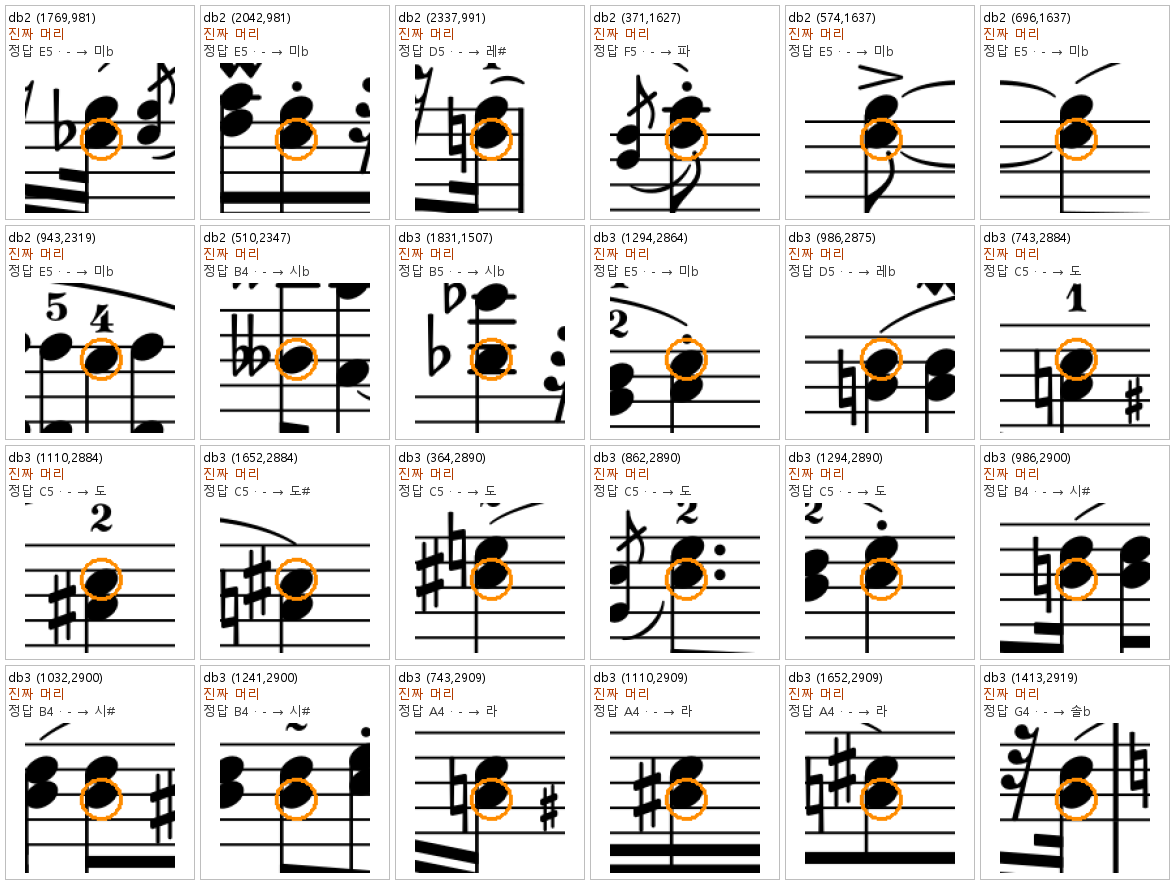 db2 (1769,981)
진짜 머리
정답 E5 · - → 미b
db2 (2042,981)
진짜 머리
정답 E5 · - → 미b
db2 (2337,991)
진짜 머리
정답 D5 · - → 레#
db2 (371,1627)
진짜 머리
정답 F5 · - → 파
db2 (574,1637)
진짜 머리
정답 E5 · - → 미b
db2 (696,1637)
진짜 머리
정답 E5 · - → 미b
db2 (943,2319)
진짜 머리
정답 E5 · - → 미b
5
4
db2 (510,2347)
진짜 머리
정답 B4 · - → 시b
db3 (1831,1507)
진짜 머리
정답 B5 · - → 시b
db3 (1294,2864)
진짜 머리
정답 E5 · - → 미b
2
db3 (986,2875)
진짜 머리
정답 D5 · - → 레b
db3 (743,2884)
진짜 머리
정답 C5 · - → 도
1
db3 (1110,2884)
진짜 머리
정답 C5 · - → 도
2
db3 (1652,2884)
진짜 머리
정답 C5 · - → 도#
db3 (364,2890)
진짜 머리
정답 C5 · - → 도
db3 (862,2890)
진짜 머리
정답 C5 · - → 도
2
db3 (1294,2890)
진짜 머리
정답 C5 · - → 도
2
db3 (986,2900)
진짜 머리
정답 B4 · - → 시#
db3 (1032,2900)
진짜 머리
정답 B4 · - → 시#
db3 (1241,2900)
진짜 머리
정답 B4 · - → 시#
db3 (743,2909)
진짜 머리
정답 A4 · - → 라
db3 (1110,2909)
진짜 머리
정답 A4 · - → 라
db3 (1652,2909)
진짜 머리
정답 A4 · - → 라
db3 (1413,2919)
진짜 머리
정답 G4 · - → 솔b